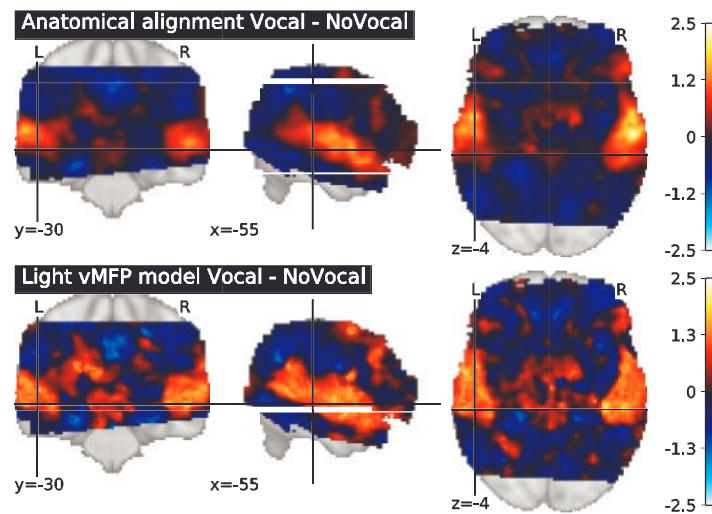 Anatomical alignment Vocal - NoVocal
L R L R
y=-30 x=-55 z=-4
2.5
1.2
0
-1.2
-2.5
Light vMFP model Vocal - NoVocal
L R L R
y=-30 x=-55 z=-4
2.5
1.3
0
-1.3
-2.5